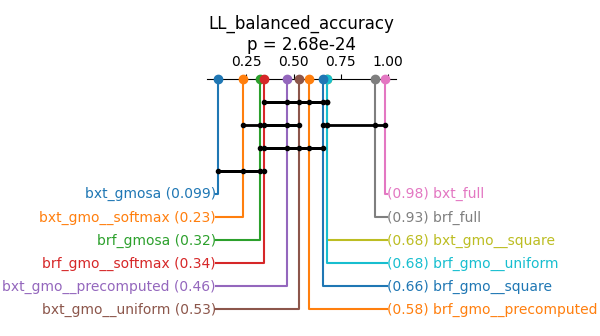 LL_balanced_accuracy
p = 2.68e-24
0.25 0.50 0.75 1.00
bxt_gmosa (0.099)
(0.98) bxt_full
bxt_gmo__softmax (0.23)
(0.93) brf_full
brf_gmosa (0.32)
(0.68) bxt_gmo__square
brf_gmo__softmax (0.34)
(0.68) brf_gmo__uniform
bxt_gmo__precomputed (0.46)
(0.66) brf_gmo__square
bxt_gmo__uniform (0.53)
(0.58) brf_gmo__precomputed